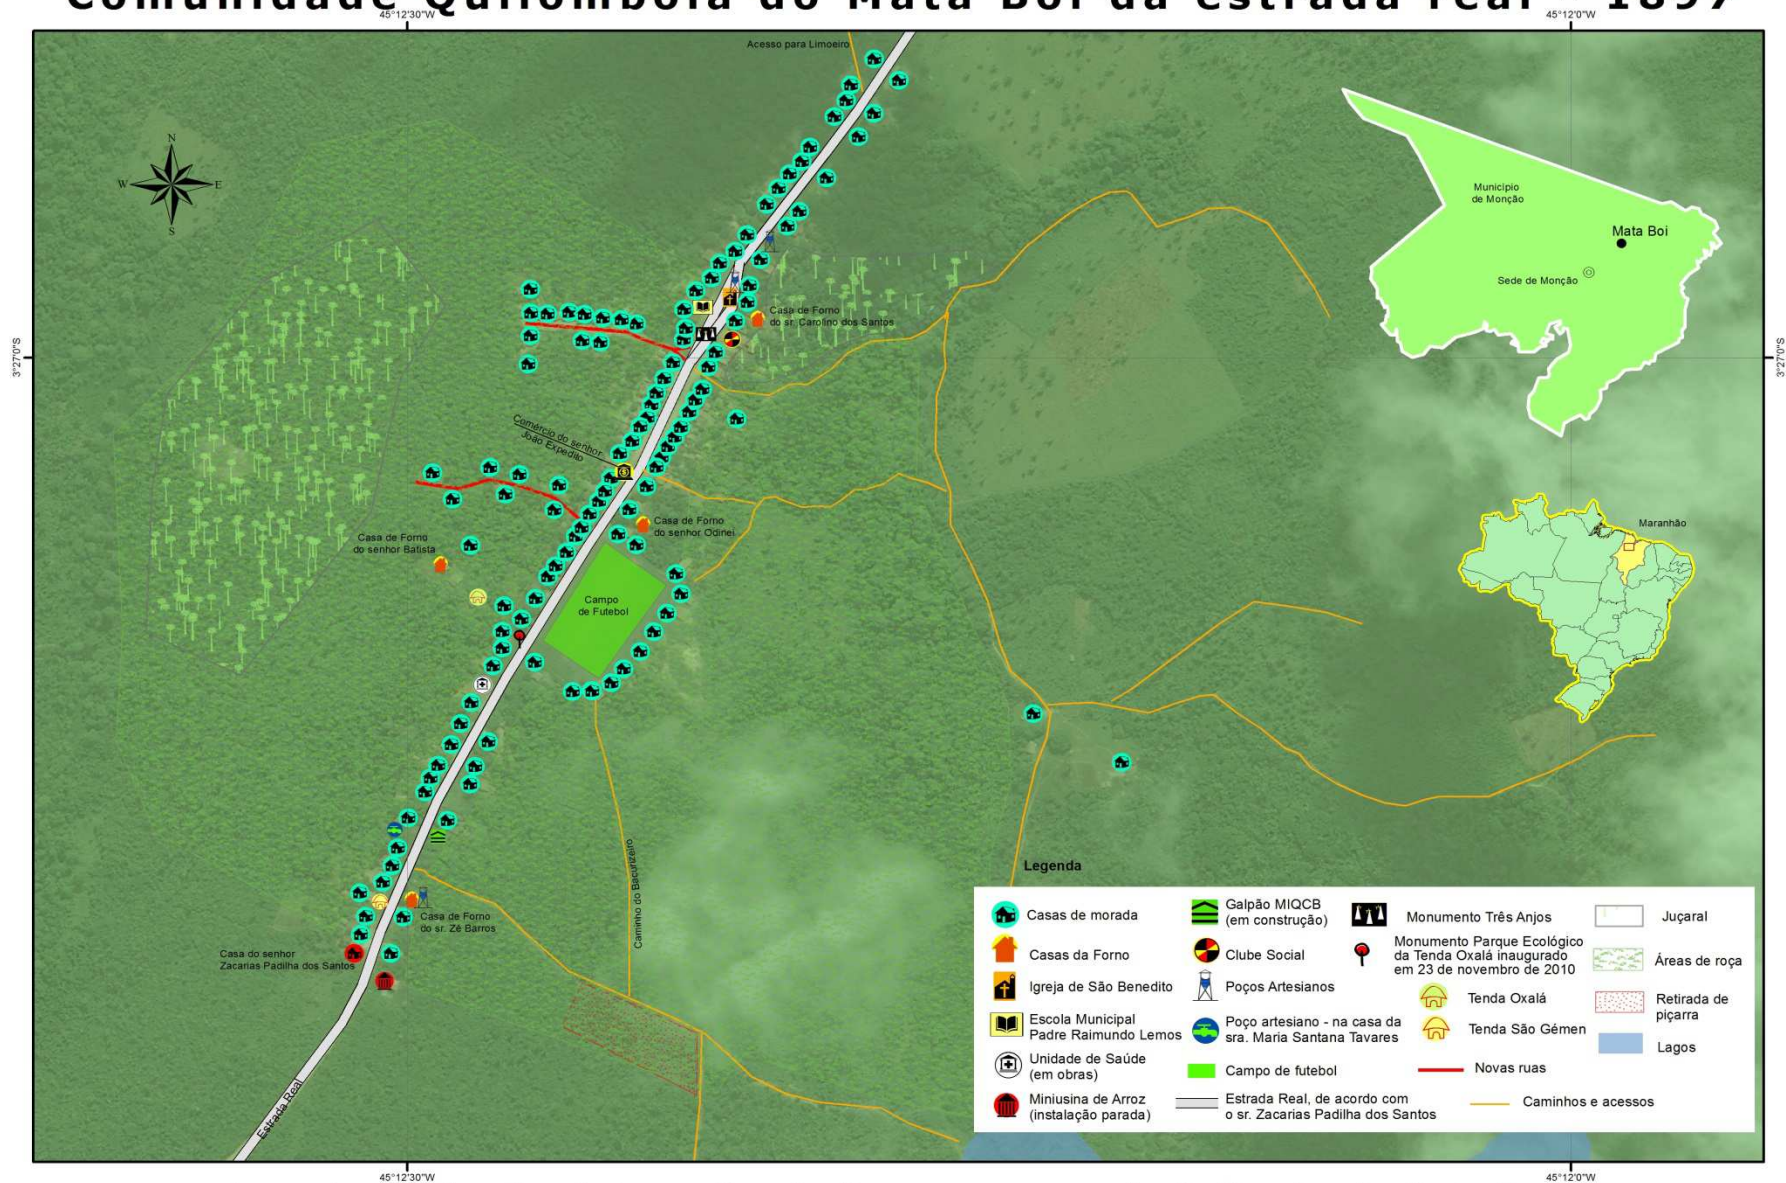 Comunidade Quilombola do Mata Boi da estrada real - 1897
45°12'30"W
45°12'0"W
Acesso para Limoeiro
N
W
E
S
Município
de Monção
Mata Boi
Sede de Monção
Casa de Forno
do sr. Carolino dos Santos
3°27'0"S
3°27'0"S
Comércio do senhor
João Expedito
Casa de Forno
do senhor Odinei
Casa de Forno
do senhor Batista
Maranhão
Campo
de Futebol
Caminho do Bacurizeiro
Casa de Forno
do sr. Zé Barros
Casa do senhor
Zacarias Padilha dos Santos
Estrada Real
Legenda
Casas de morada
Casas da Forno
Igreja de São Benedito
Escola Municipal
Padre Raimundo Lemos
Unidade de Saúde
(em obras)
Miniusina de Arroz
(instalação parada)
Galpão MIQCB
(em construção)
Clube Social
Poços Artesianos
Poço artesiano - na casa da
sra. Maria Santana Tavares
Campo de futebol
Estrada Real, de acordo com
o sr. Zacarias Padilha dos Santos
Monumento Três Anjos
Monumento Parque Ecológico
da Tenda Oxalá inaugurado
em 23 de novembro de 2010
Tenda Oxalá
Tenda São Gémen
Novas ruas
Caminhos e acessos
Juçaral
Áreas de roça
Retirada de
piçarra
Lagos
45°12'30"W
45°12'0"W